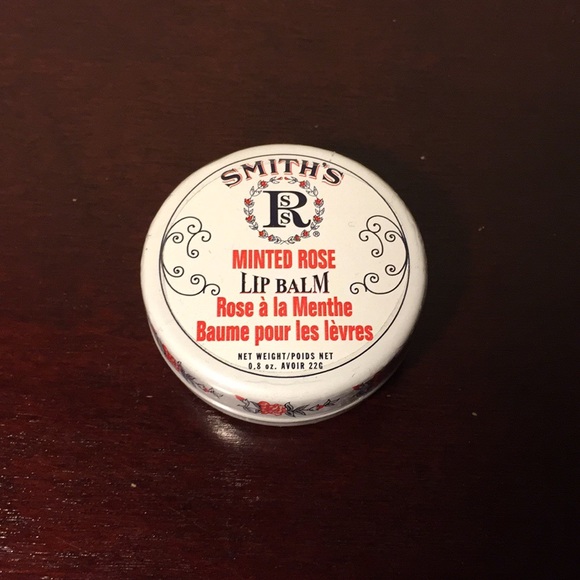 SMITH'S
R S S
®
MINTED ROSE
LIP BALM
Rose à la Menthe
Baume pour les lèvres
NET WEIGHT/POIDS NET
0.8 oz. AVOIR 22G